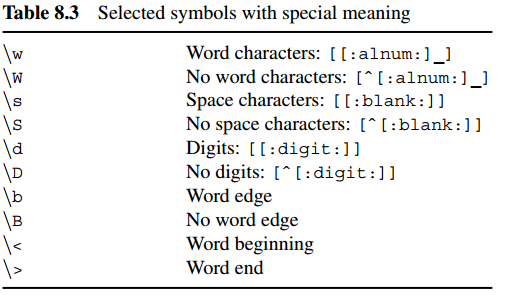 Table 8.3 Selected symbols with special meaning
\w Word characters: [[:alnum:]_]
\W No word characters: [^[:alnum:]_]
\s Space characters: [[:blank:]]
\S No space characters: [^[:blank:]]
\d Digits: [[:digit:]]
\D No digits: [^[:digit:]]
\b Word edge
\B No word edge
\< Word beginning
\> Word end